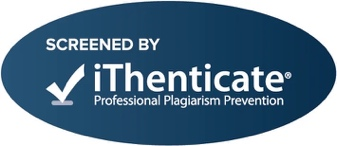 SCREENED BY
iThenticate®
Professional Plagiarism Prevention